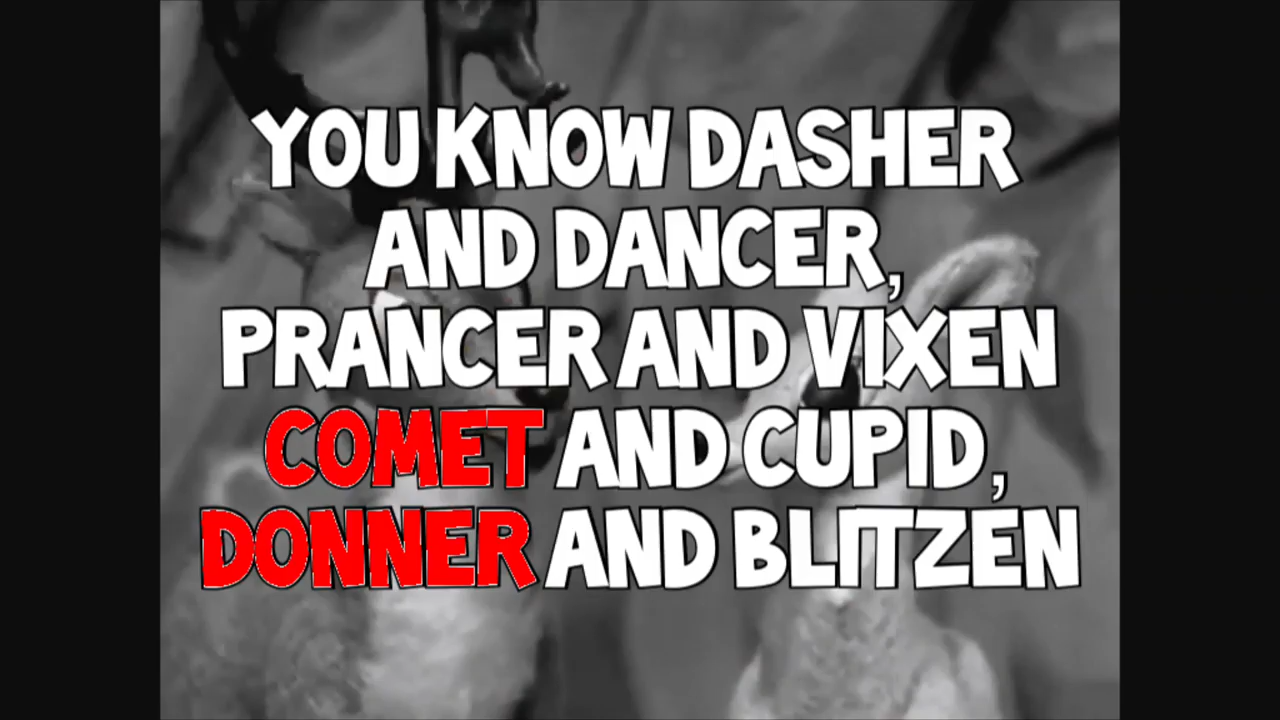 YOU KNOW DASHER
AND DANCER,
PRANCER AND VIXEN
COMET AND CUPID,
DONNER AND BLITZEN